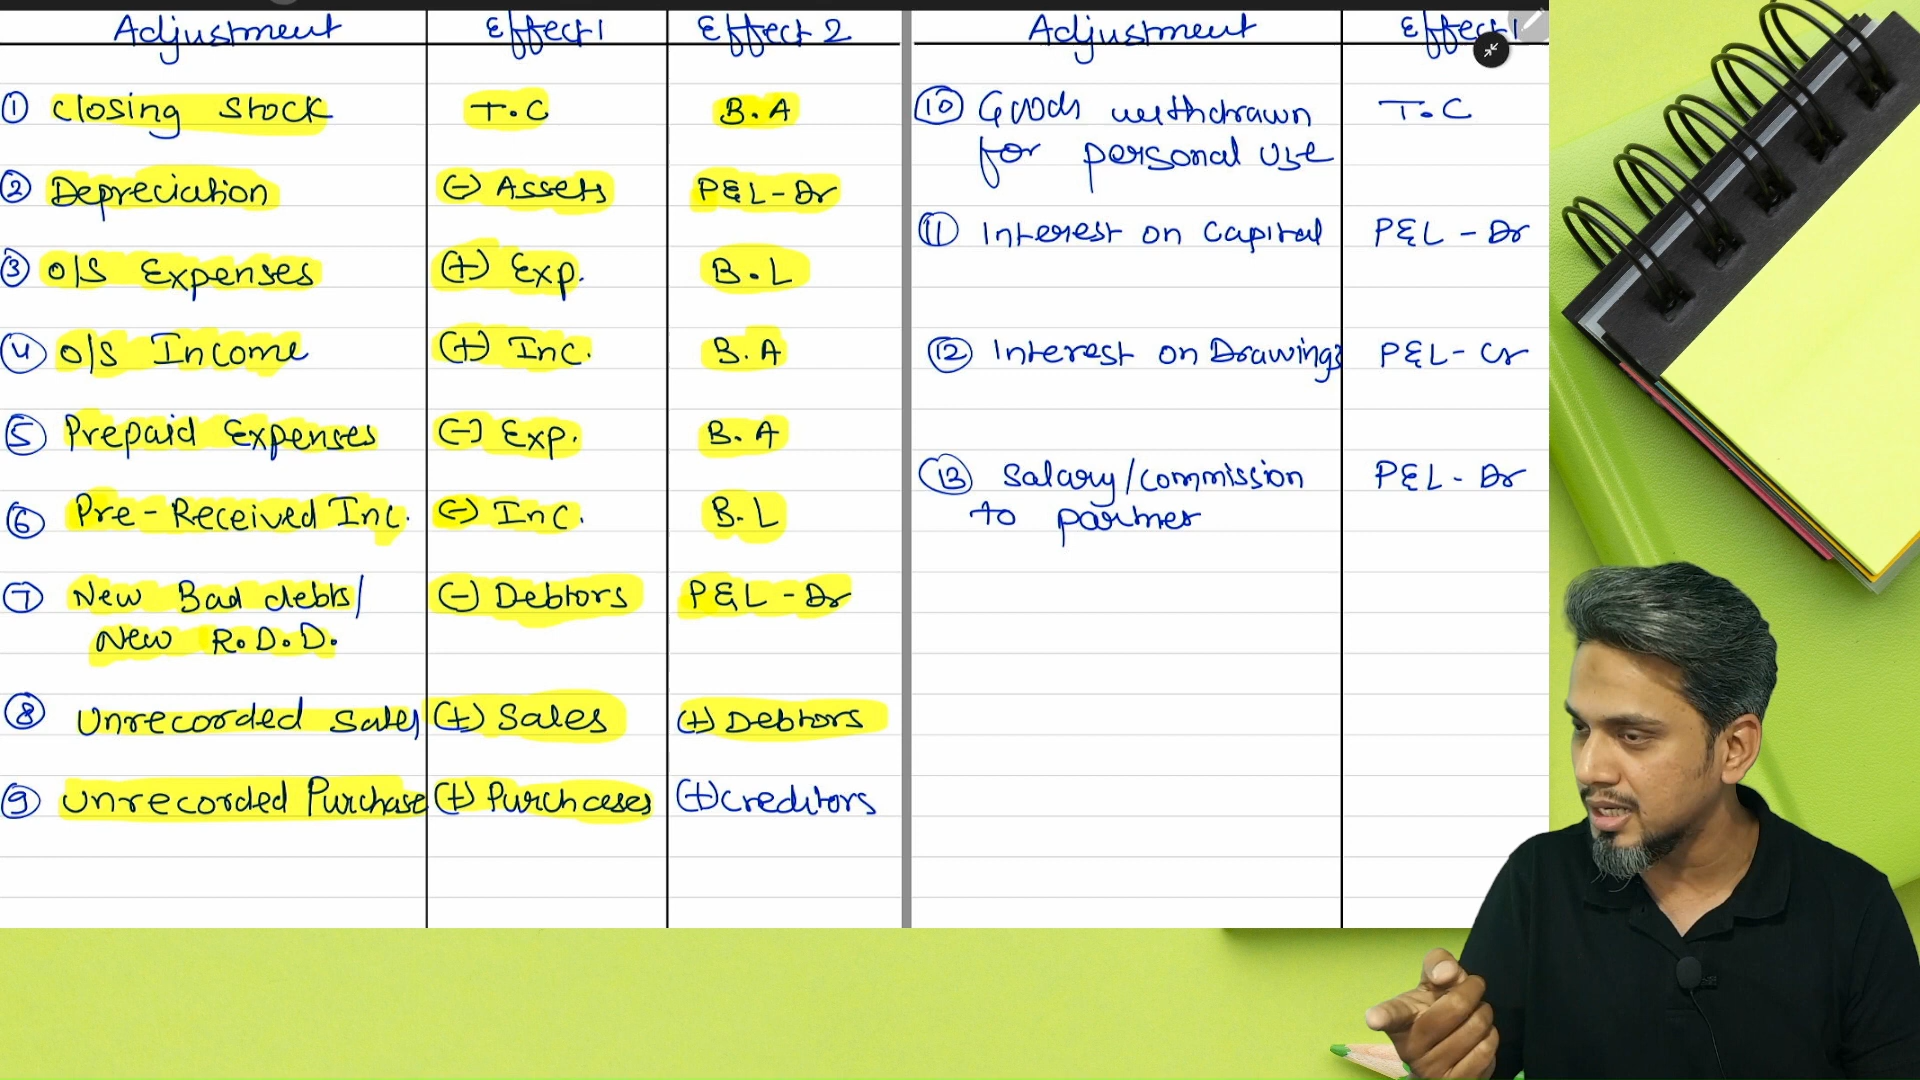 Adjustment Effect 1 Effect 2
① Closing Stock T.C B.A
② Depreciation (-) Assets P&L - Dr
③ O/S Expenses (+) Exp. B.L
④ O/S Income (+) Inc. B.A
⑤ Prepaid Expenses (-) Exp. B.A
⑥ Pre-Received Inc. (-) Inc. B.L
⑦ New Bad debts/ (-) Debtors P&L - Dr
New R.D.D.
⑧ Unrecorded Sales (+) Sales (+) Debtors
⑨ Unrecorded Purchase (+) Purchases (+) Creditors
Adjustment Effect 1
⑩ Goods withdrawn T.C
for personal use
⑪ Interest on Capital P&L - Dr
⑫ Interest on Drawings P&L - Cr
⑬ Salary/Commission P&L - Dr
to partner